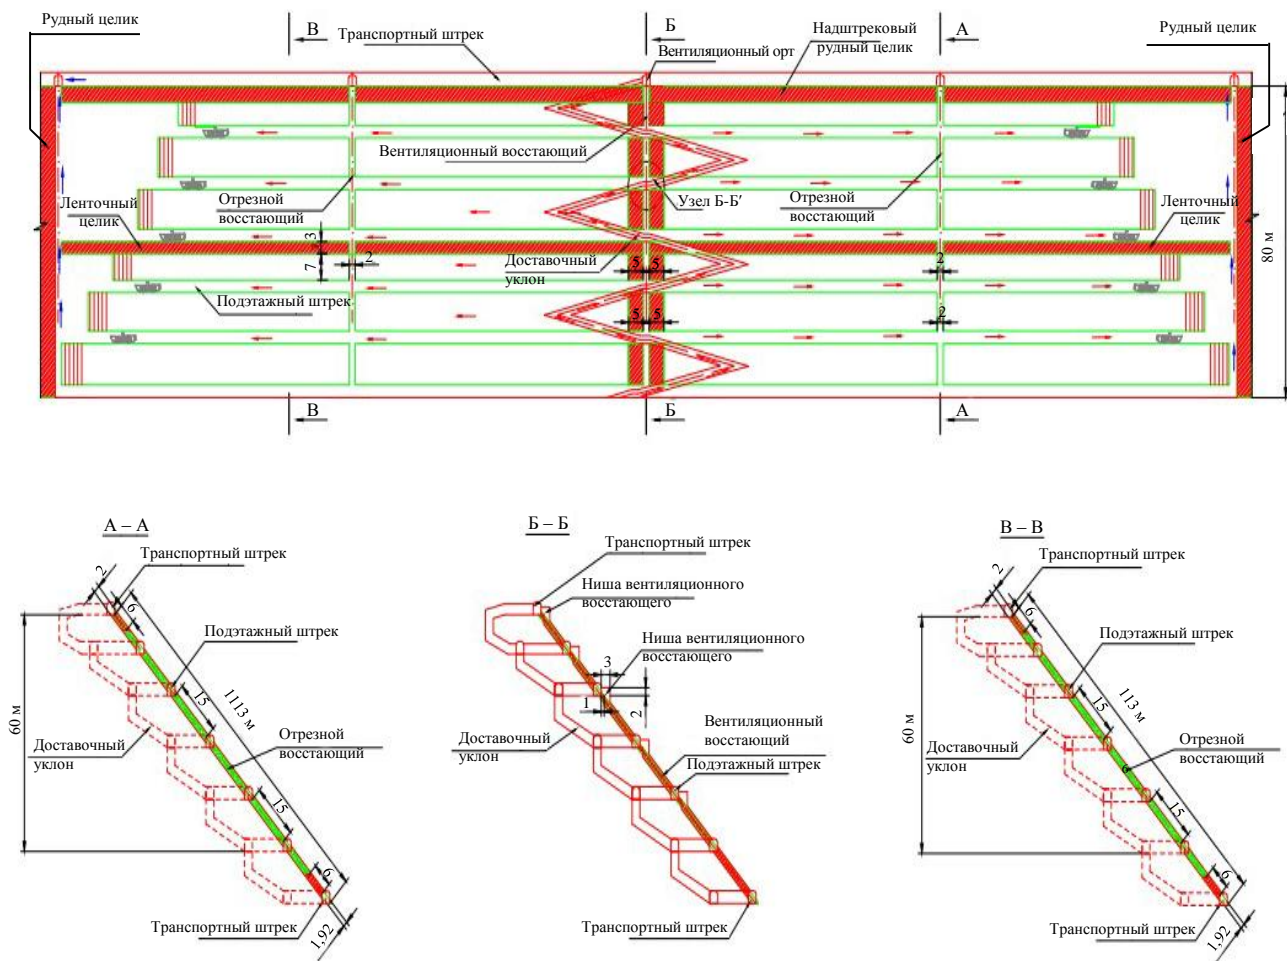 Рудный целик
В
Транспортный штрек
Б
Вентиляционный орт
Надштрековый
рудный целик
А
Рудный целик
Вентиляционный восстающий
Отрезной
восстающий
Узел Б-Б′
Отрезной
восстающий
Ленточный
целик
Ленточный
целик
3
2
7
2
Доставочный
уклон
5
5
2
80 м
Подэтажный штрек
5
5
2
В
Б
А
А – А
Транспортный штрек
2
6
Подэтажный штрек
15
1113 м
60 м
Доставочный
уклон
Отрезной
восстающий
15
6
Транспортный штрек
1,92
Б – Б
Транспортный штрек
Ниша вентиляционного
восстающего
Ниша вентиляционного
восстающего
3
1
2
Доставочный
уклон
Вентиляционный
восстающий
Подэтажный штрек
Транспортный штрек
В – В
Транспортный штрек
2
6
Подэтажный штрек
15
113 м
60 м
Доставочный
уклон
Отрезной
восстающий
6
15
6
Транспортный штрек
1,92